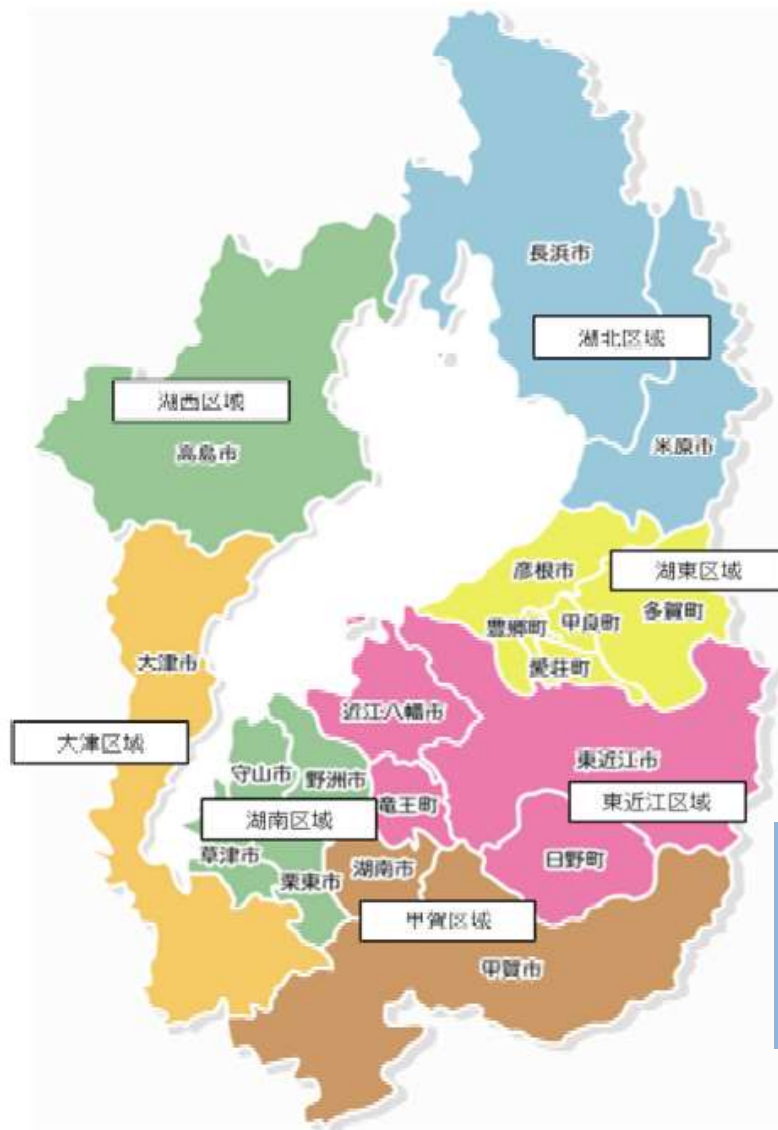 長浜市
湖北区域
湖西区域
高島市
米原市
彦根市
湖東区域
豊郷町
甲良町
多賀町
愛荘町
大津市
近江八幡市
大津区域
東近江市
守山市
野洲市
竜王町
東近江区域
湖南区域
草津市
栗東市
湖南市
日野町
甲賀区域
甲賀市